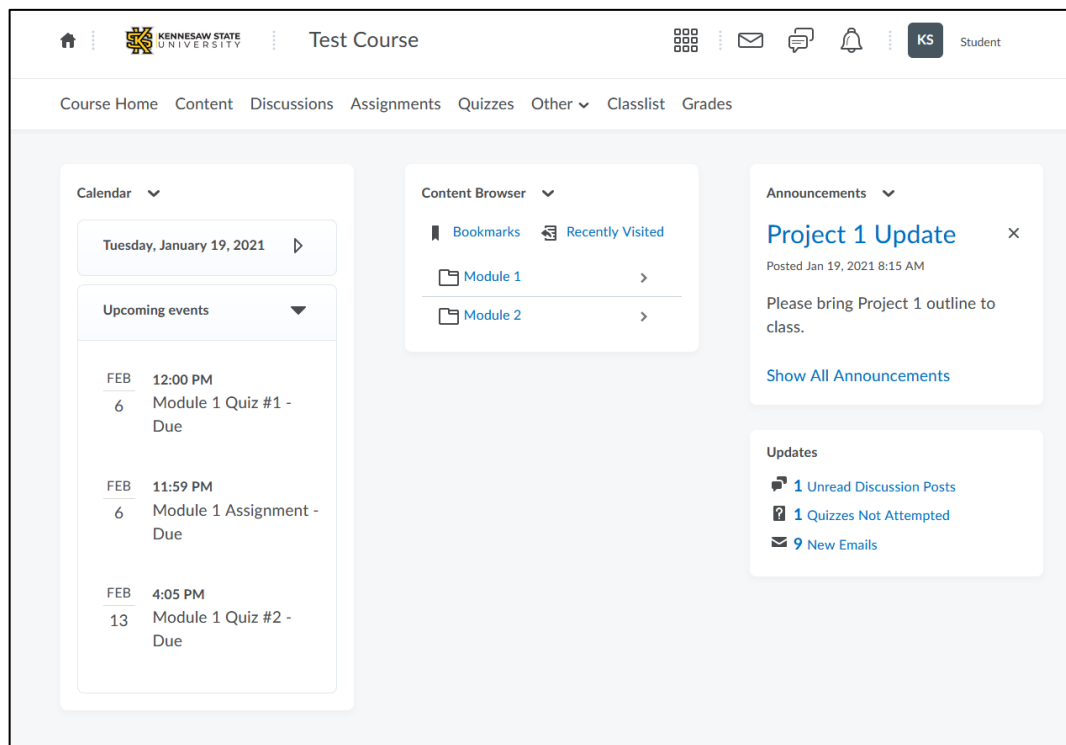 KENNESAW STATE
UNIVERSITY
Test Course
KS
Student
Course Home Content Discussions Assignments Quizzes Other Classlist Grades
Calendar
Tuesday, January 19, 2021
Upcoming events
FEB
6
12:00 PM
Module 1 Quiz #1 -
Due
FEB
6
11:59 PM
Module 1 Assignment -
Due
FEB
13
4:05 PM
Module 1 Quiz #2 -
Due
Content Browser
Bookmarks Recently Visited
Module 1
Module 2
Announcements
Project 1 Update
Posted Jan 19, 2021 8:15 AM
Please bring Project 1 outline to
class.
Show All Announcements
Updates
1 Unread Discussion Posts
1 Quizzes Not Attempted
9 New Emails